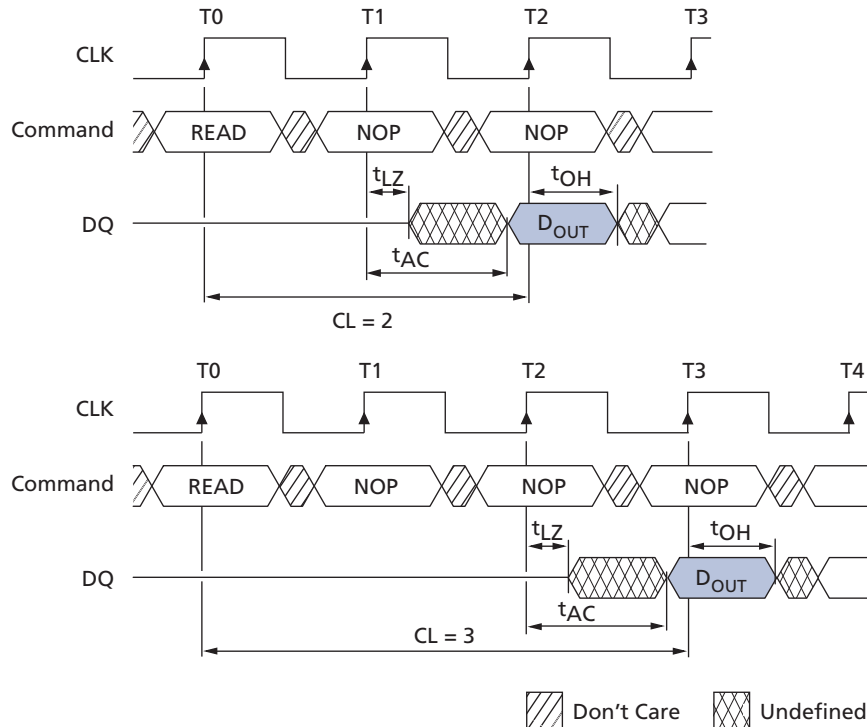 T0 T1 T2 T3
CLK
Command READ NOP NOP
tLZ tOH
DQ DOUT
tAC
CL = 2
T0 T1 T2 T3 T4
CLK
Command READ NOP NOP NOP
tLZ tOH
DQ DOUT
tAC
CL = 3
Don't Care Undefined